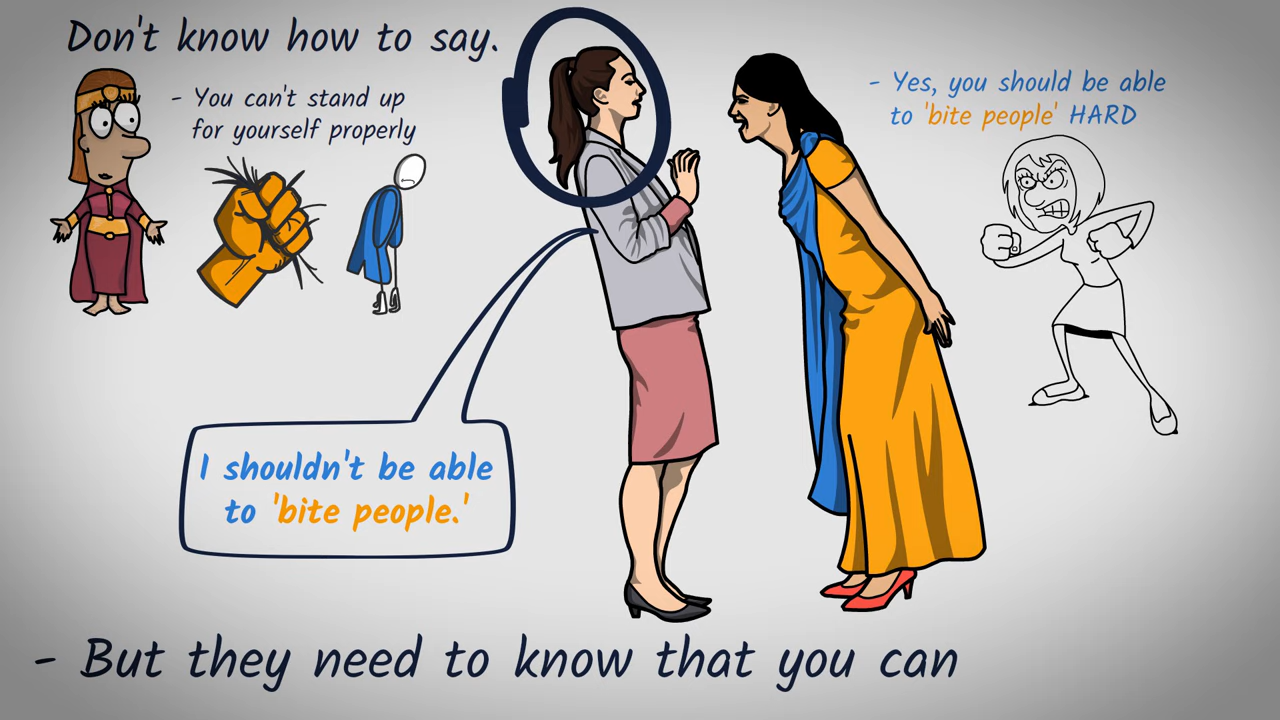 Don't know how to say.
- You can't stand up
for yourself properly
- Yes, you should be able
to 'bite people' HARD
I shouldn't be able
to 'bite people.'
- But they need to know that you can